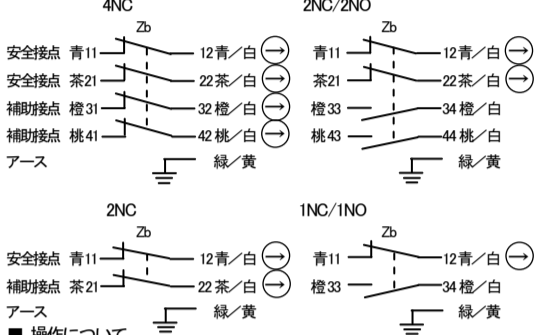 4NC 2NC/2NO
Zb Zb
安全接点 青11 12青／白 → 青11 12青／白 →
安全接点 茶21 22茶／白 → 茶21 22茶／白 →
補助接点 橙31 32橙／白 → 橙33 34橙／白
補助接点 桃41 42桃／白 → 桃43 44桃／白
アース 緑／黄 緑／黄
2NC 1NC/1NO
Zb Zb
安全接点 青11 12青／白 → 青11 12青／白 →
補助接点 茶21 22茶／白 → 橙33 34橙／白
アース 緑／黄 緑／黄
■ 操作について